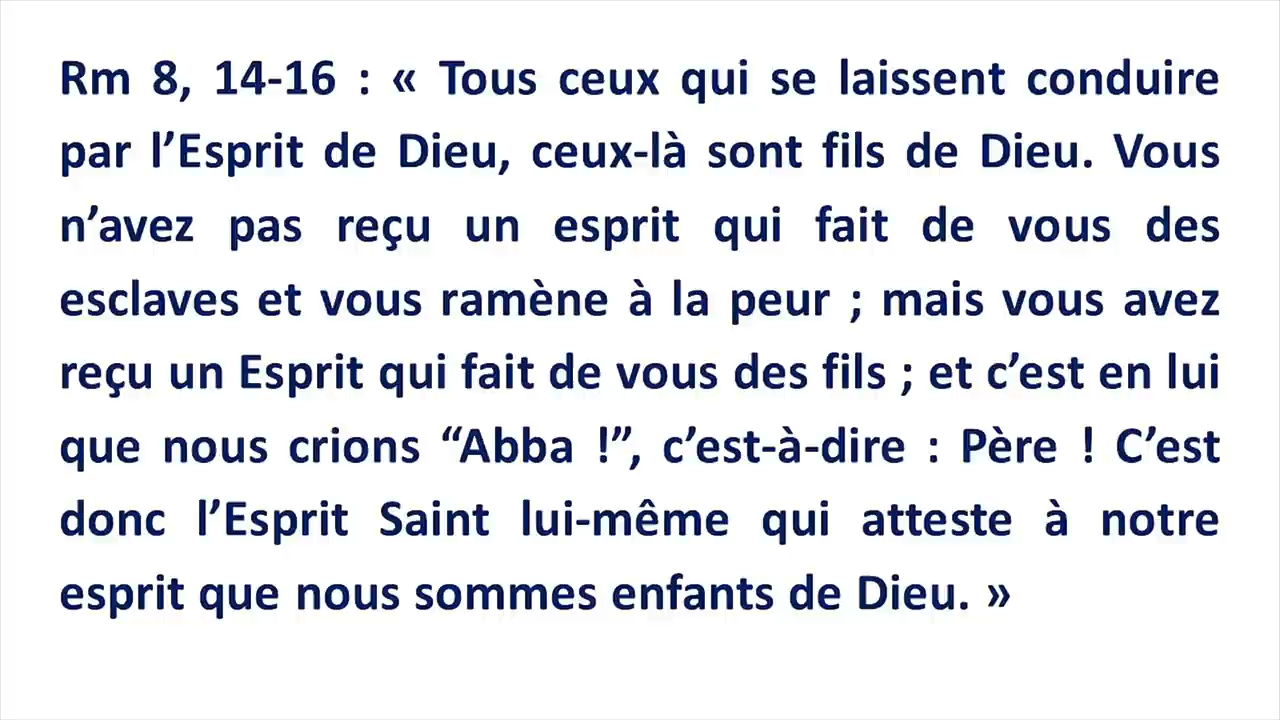 Rm 8, 14-16 : « Tous ceux qui se laissent conduire
par l’Esprit de Dieu, ceux-là sont fils de Dieu. Vous
n’avez pas reçu un esprit qui fait de vous des
esclaves et vous ramène à la peur ; mais vous avez
reçu un Esprit qui fait de vous des fils ; et c’est en lui
que nous crions “Abba !”, c’est-à-dire : Père ! C’est
donc l’Esprit Saint lui-même qui atteste à notre
esprit que nous sommes enfants de Dieu. »